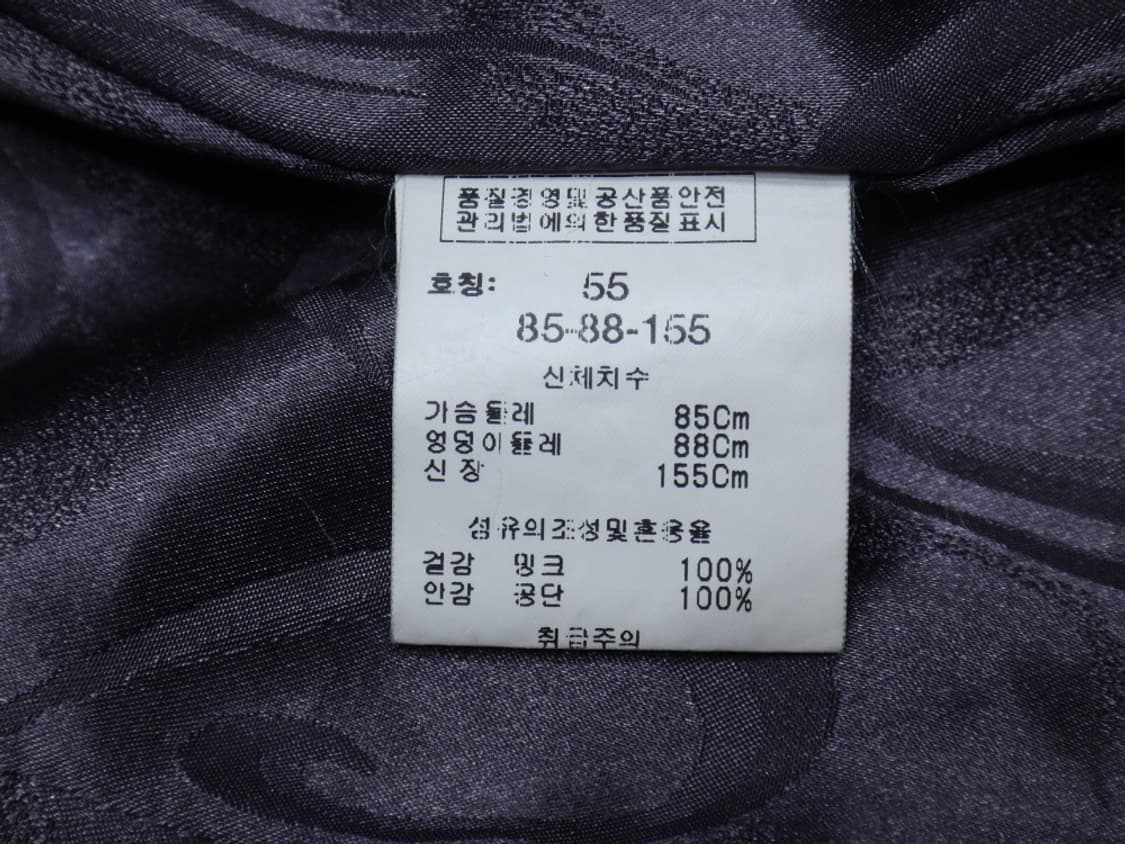 품질경영및공산품안전
관리법에의한품질표시
호칭: 55
85-88-155
신체치수
가슴둘레 85Cm
엉덩이둘레 88Cm
신장 155Cm
섬유의조성및혼용율
겉감 밍크 100%
안감 공단 100%
취급주의